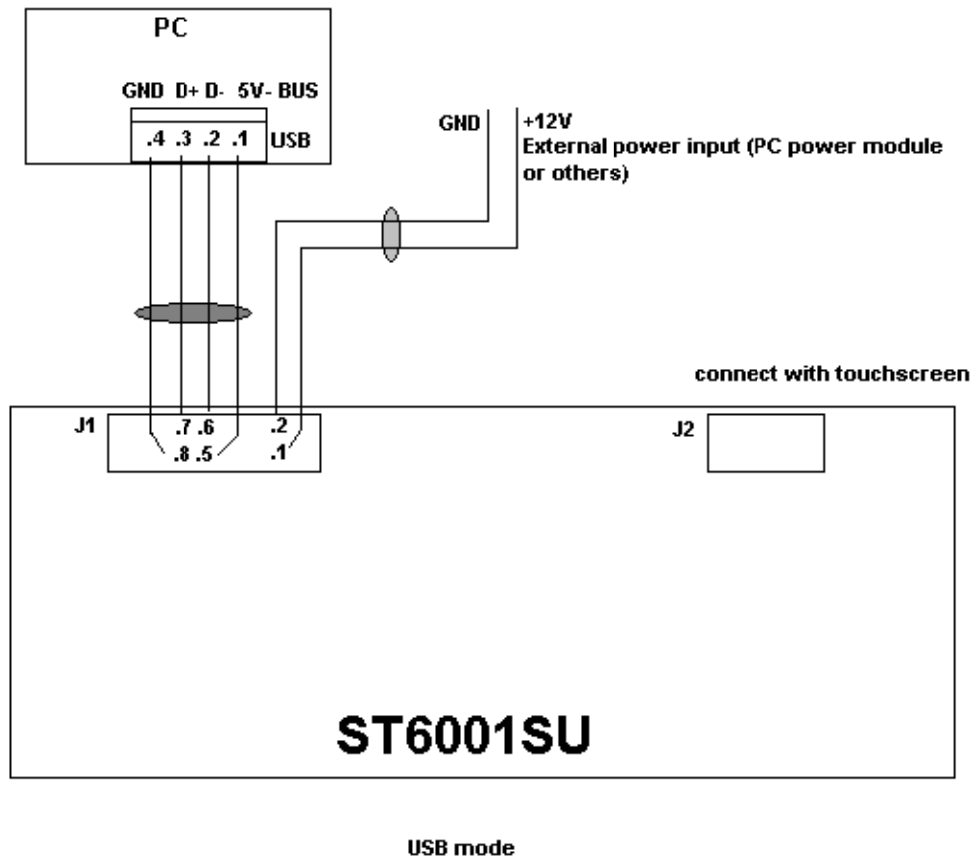 PC
GND D+ D- 5V- BUS
.4 .3 .2 .1 USB
GND
+12V
External power input (PC power module
or others)
connect with touchscreen
J1
.7 .6
.2
.8 .5
.1
J2
ST6001SU
USB mode